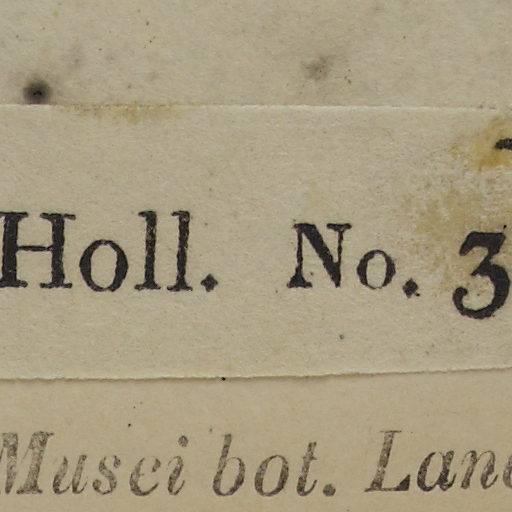 Holl. No. 3
Musei bot. Lan